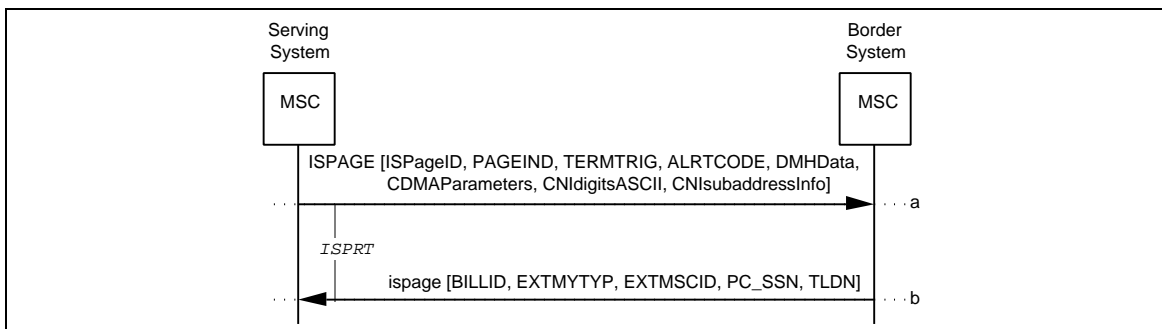 Serving
System
Border
System
MSC
MSC
ISPAGE [ISPageID, PAGEIND, TERMTRIG, ALRTCODE, DMHData,
CDMAParameters, CNIdigitsASCII, CNIsubaddressInfo]
a
ISPRT
ispage [BILLID, EXTMYTYP, EXTMSCID, PC_SSN, TLDN]
b